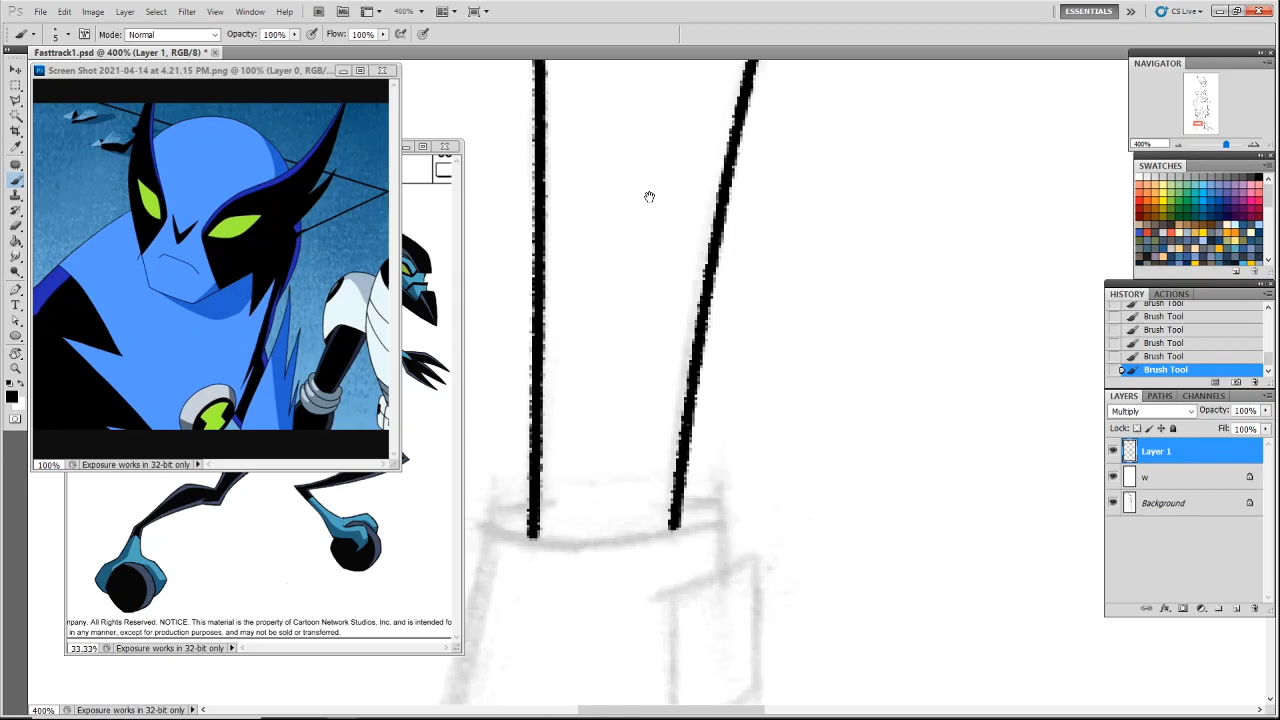 Ps File Edit Image Layer Select Filter Analysis View Window Help Br Mb 400% ESSENTIALS CS Live
5 Mode: Normal Opacity: 100% Flow: 100%
Fasttrack1.psd @ 400% (Layer 1, RGB/8) *
Screen Shot 2021-04-14 at 4.21.15 PM.png @ 100% (Layer 0, RGB/...
NAVIGATOR
400%
SWATCHES
HISTORY ACTIONS
Brush Tool
Brush Tool
Brush Tool
Brush Tool
Brush Tool
Brush Tool
LAYERS PATHS CHANNELS
Multiply Opacity: 100%
Lock: Fill: 100%
Layer 1
w
Background
100% Exposure works in 32-bit only
mpany. All Rights Reserved. NOTICE. This material is the property of Cartoon Network Studios, Inc. and is intended fo
in any manner, except for production purposes, and may not be sold or transferred.
33.33% Exposure works in 32-bit only
400% Exposure works in 32-bit only